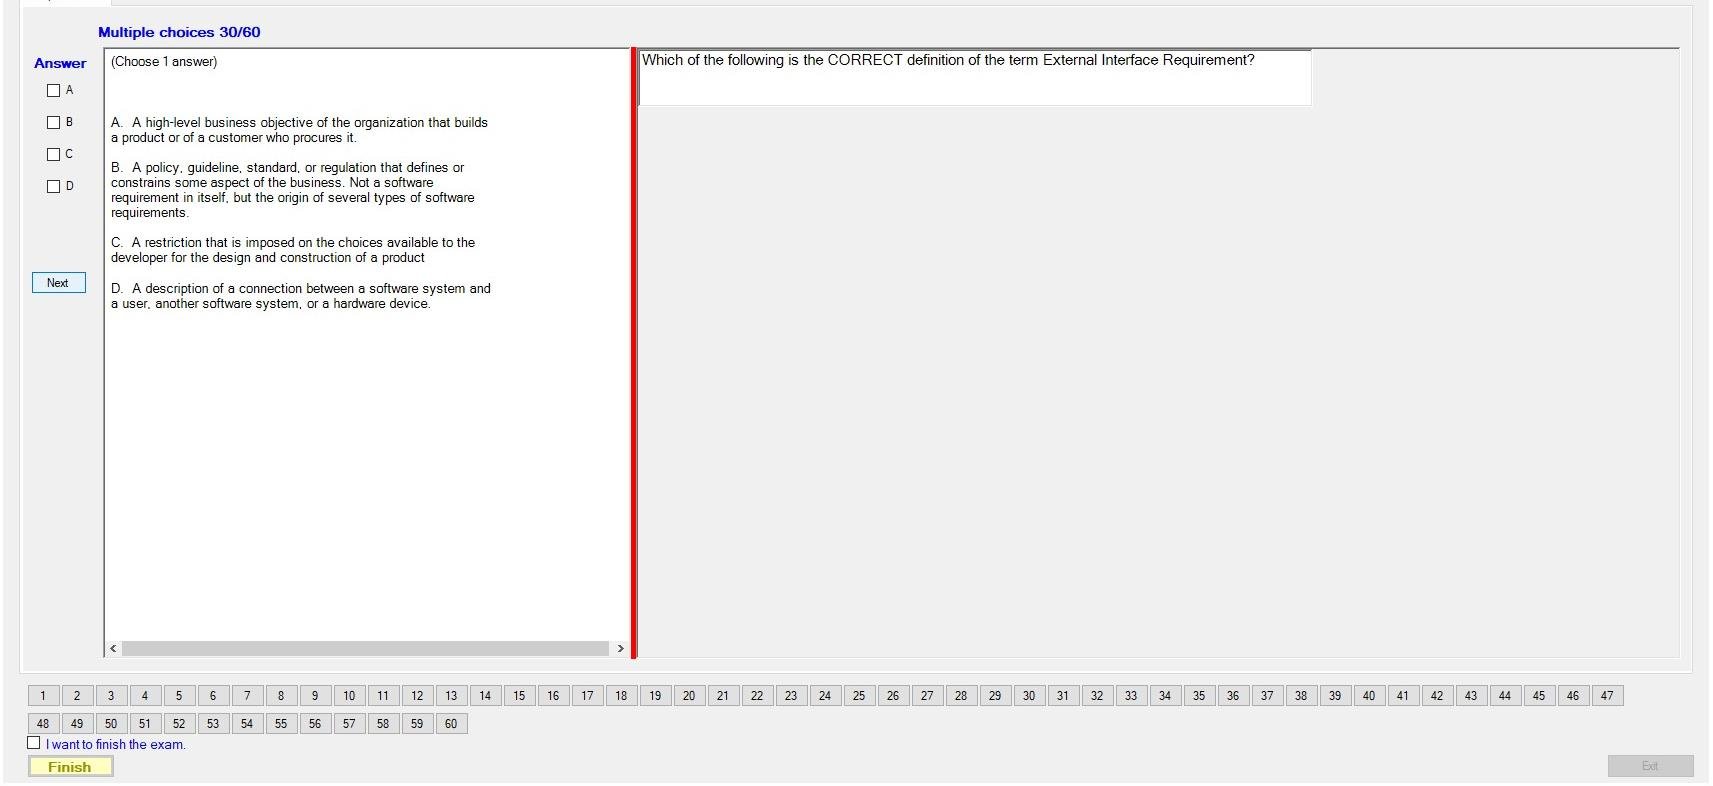 Multiple choices 30/60
Answer
A
B
C
D
Next
(Choose 1 answer)
A. A high-level business objective of the organization that builds
a product or of a customer who procures it.
B. A policy, guideline, standard, or regulation that defines or
constrains some aspect of the business. Not a software
requirement in itself, but the origin of several types of software
requirements.
C. A restriction that is imposed on the choices available to the
developer for the design and construction of a product
D. A description of a connection between a software system and
a user, another software system, or a hardware device.
Which of the following is the CORRECT definition of the term External Interface Requirement?
1 2 3 4 5 6 7 8 9 10 11 12 13 14 15 16 17 18 19 20 21 22 23 24 25 26 27 28 29 30 31 32 33 34 35 36 37 38 39 40 41 42 43 44 45 46 47
48 49 50 51 52 53 54 55 56 57 58 59 60
I want to finish the exam.
Finish
Exit